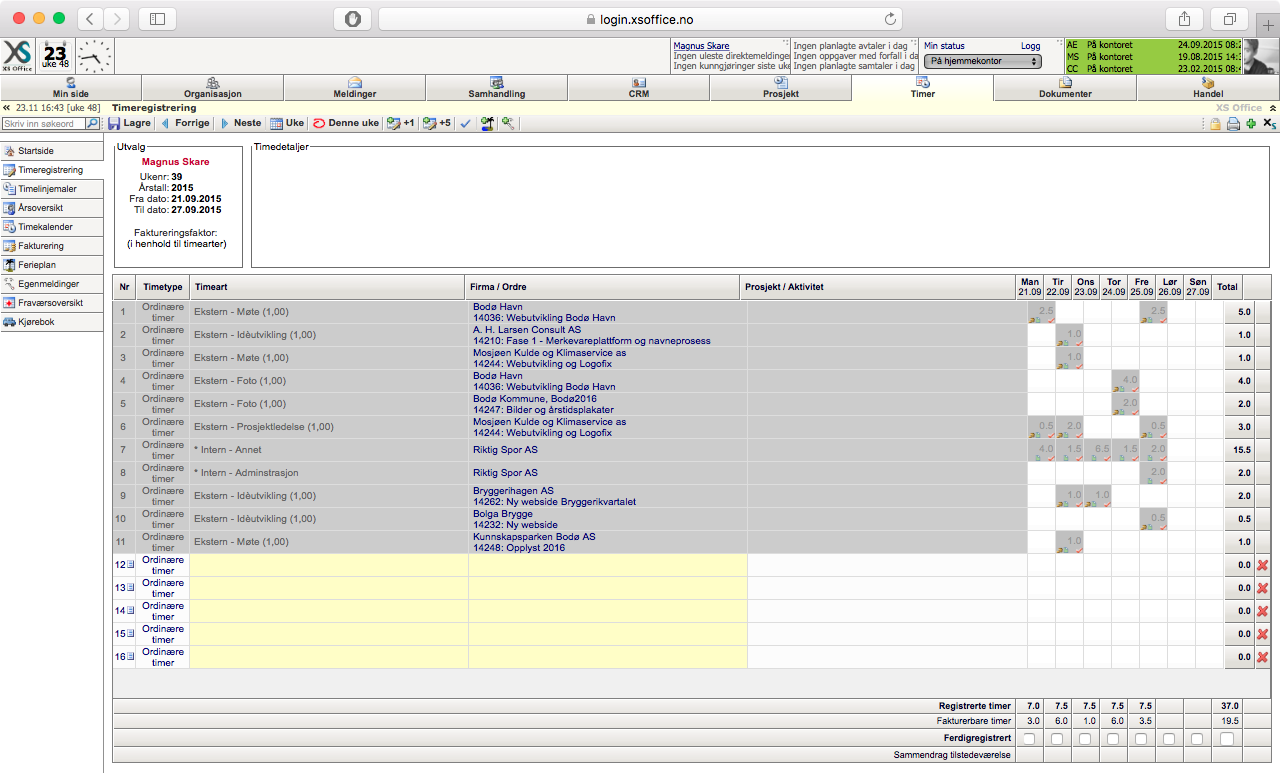 login.xsoffice.no
XS
XS Office
23
uke 48
Magnus Skare
Ingen uleste direktemeldinge
Ingen kunngjøringer siste uk
Ingen planlagte avtaler i dag
Ingen oppgaver med forfall i da
Ingen planlagte samtaler i dag
Min status Logg
På hjemmekontor
AE På kontoret 24.09.2015 08:
MS På kontoret 19.08.2015 14:
CC På kontoret 23.02.2015 08:
Min side Organisasjon Meldinger Samhandling CRM Prosjekt Timer Dokumenter Handel
« 23.11 16:43 [uke 48] Timeregistrering XS Office
Skriv inn søkeord Lagre Forrige Neste Uke Denne uke +1 +5
Startside
Timeregistrering
Timelinjemaler
Årsoversikt
Timekalender
Fakturering
Ferieplan
Egenmeldinger
Fraværsoversikt
Kjørebok
Utvalg
Magnus Skare
Ukenr: 39
Årstall: 2015
Fra dato: 21.09.2015
Til dato: 27.09.2015
Faktureringsfaktor:
(i henhold til timearter)
Timedetaljer
Nr Timetype Timeart Firma / Ordre Prosjekt / Aktivitet Man 21.09 Tir 22.09 Ons 23.09 Tor 24.09 Fre 25.09 Lør 26.09 Søn 27.09 Total
1 Ordinære timer Ekstern - Møte (1,00) Bodø Havn 14036: Webutvikling Bodø Havn 2.5 2.5 5.0
2 Ordinære timer Ekstern - Idèutvikling (1,00) A. H. Larsen Consult AS 14210: Fase 1 - Merkevareplattform og navneprosess 1.0 1.0
3 Ordinære timer Ekstern - Møte (1,00) Mosjøen Kulde og Klimaservice as 14244: Webutvikling og Logofix 1.0 1.0
4 Ordinære timer Ekstern - Foto (1,00) Bodø Havn 14036: Webutvikling Bodø Havn 4.0 4.0
5 Ordinære timer Ekstern - Foto (1,00) Bodø Kommune, Bodø2016 14247: Bilder og årstidsplakater 2.0 2.0
6 Ordinære timer Ekstern - Prosjektledelse (1,00) Mosjøen Kulde og Klimaservice as 14244: Webutvikling og Logofix 0.5 2.0 0.5 3.0
7 Ordinære timer * Intern - Annet Riktig Spor AS 4.0 1.5 6.5 1.5 2.0 15.5
8 Ordinære timer * Intern - Adminstrasjon Riktig Spor AS 2.0 2.0
9 Ordinære timer Ekstern - Idèutvikling (1,00) Bryggerihagen AS 14262: Ny webside Bryggerikvartalet 1.0 1.0 2.0
10 Ordinære timer Ekstern - Idèutvikling (1,00) Bolga Brygge 14232: Ny webside 0.5 0.5
11 Ordinære timer Ekstern - Møte (1,00) Kunnskapsparken Bodø AS 14248: Opplyst 2016 1.0 1.0
12 Ordinære timer 0.0
13 Ordinære timer 0.0
14 Ordinære timer 0.0
15 Ordinære timer 0.0
16 Ordinære timer 0.0
Registrerte timer 7.0 7.5 7.5 7.5 7.5 37.0
Fakturerbare timer 3.0 6.0 1.0 6.0 3.5 19.5
Ferdigregistrert
Sammendrag tilstedeværelse